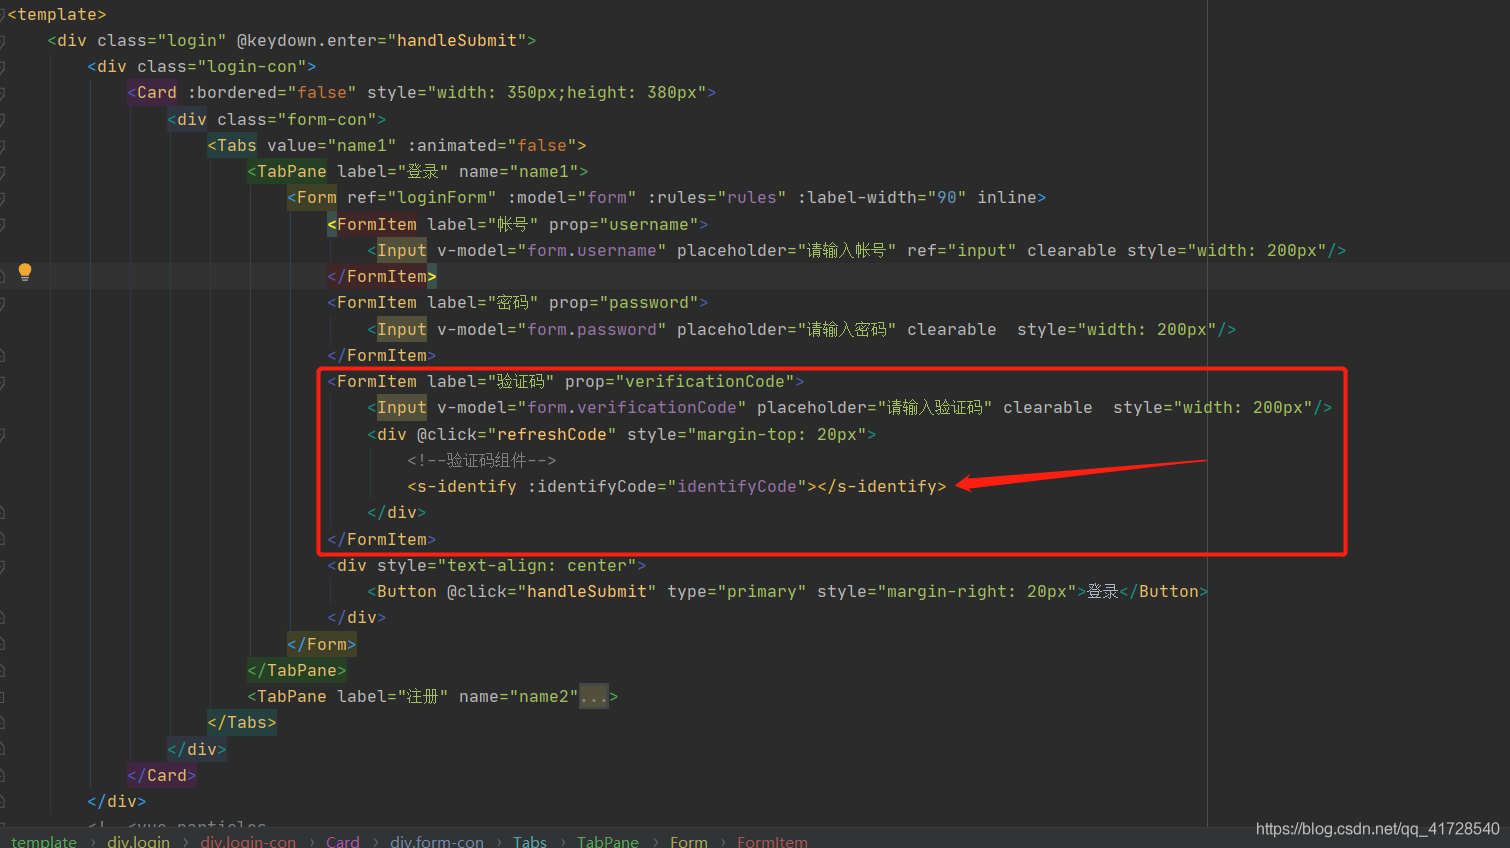 <template>
<div class="login" @keydown.enter="handleSubmit">
<div class="login-con">
<Card :bordered="false" style="width: 350px;height: 380px">
<div class="form-con">
<Tabs value="name1" :animated="false">
<TabPane label="登录" name="name1">
<Form ref="loginForm" :model="form" :rules="rules" :label-width="90" inline>
<FormItem label="帐号" prop="username">
<Input v-model="form.username" placeholder="请输入帐号" ref="input" clearable style="width: 200px"/>
</FormItem>
<FormItem label="密码" prop="password">
<Input v-model="form.password" placeholder="请输入密码" clearable  style="width: 200px"/>
</FormItem>
<FormItem label="验证码" prop="verificationCode">
<Input v-model="form.verificationCode" placeholder="请输入验证码" clearable  style="width: 200px"/>
<div @click="refreshCode" style="margin-top: 20px">
<!--验证码组件-->
<s-identify :identifyCode="identifyCode"></s-identify>
</div>
</FormItem>
<div style="text-align: center">
<Button @click="handleSubmit" type="primary" style="margin-right: 20px">登录</Button>
</div>
</Form>
</TabPane>
<TabPane label="注册" name="name2"...>
</Tabs>
</div>
</Card>
</div>
<!-- <vue-particles
template › div.login › div.login-con › Card › div.form-con › Tabs › TabPane › Form › FormItem
https://blog.csdn.net/qq_41728540